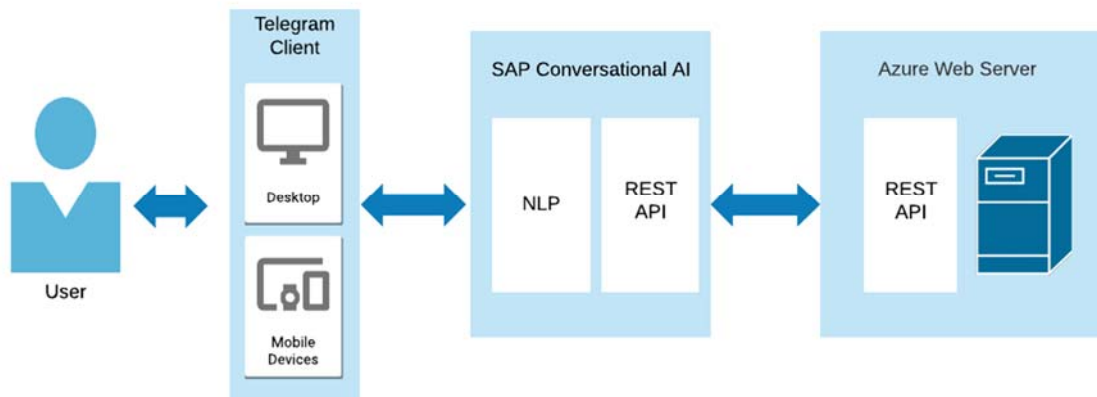 Telegram
Client
Desktop
Mobile
Devices
User
SAP Conversational AI
NLP
REST
API
Azure Web Server
REST
API